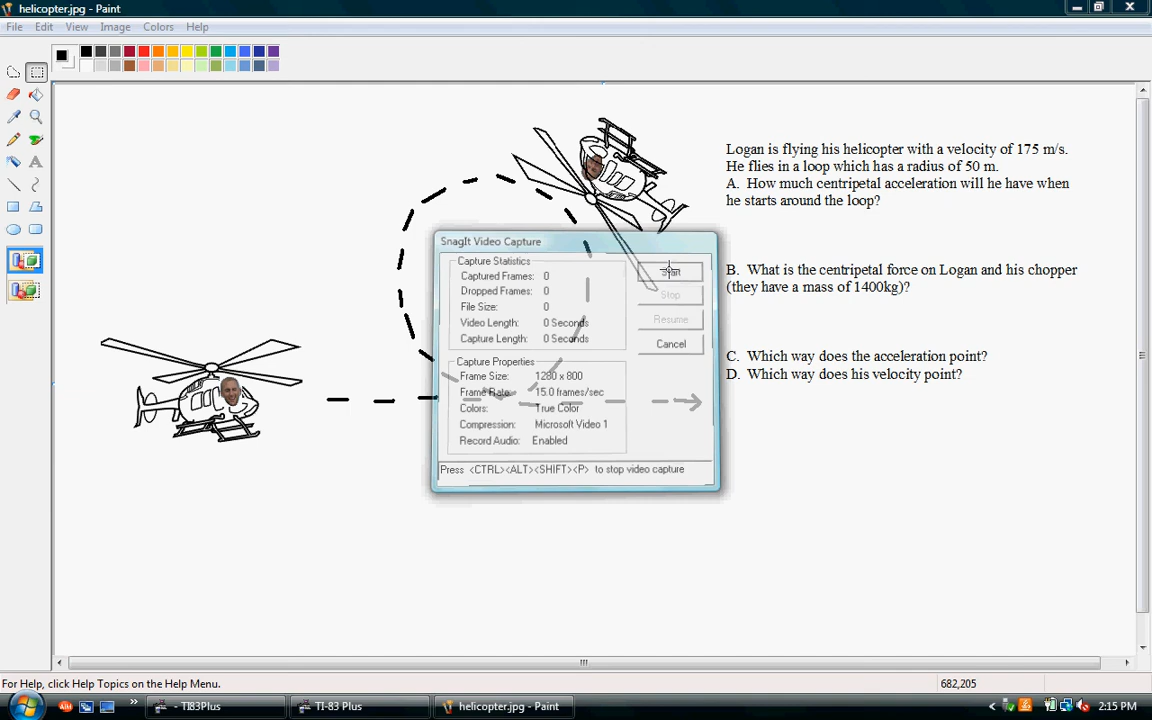 helicopter.jpg - Paint
File Edit View Image Colors Help
Logan is flying his helicopter with a velocity of 175 m/s.
He flies in a loop which has a radius of 50 m.
A. How much centripetal acceleration will he have when
he starts around the loop?
B. What is the centripetal force on Logan and his chopper
(they have a mass of 1400kg)?
C. Which way does the acceleration point?
D. Which way does his velocity point?
SnagIt Video Capture
Capture Statistics
Captured Frames: 0
Dropped Frames: 0
File Size: 0
Video Length: 0 Seconds
Capture Length: 0 Seconds
Capture Properties
Frame Size: 1280 x 800
Frame Rate: 15.0 frames/sec
Colors: True Color
Compression: Microsoft Video 1
Record Audio: Enabled
Start
Stop
Resume
Cancel
Press <CTRL><ALT><SHIFT><P> to stop video capture
For Help, click Help Topics on the Help Menu.
682,205
- TI83Plus
TI-83 Plus
helicopter.jpg - Paint
2:15 PM